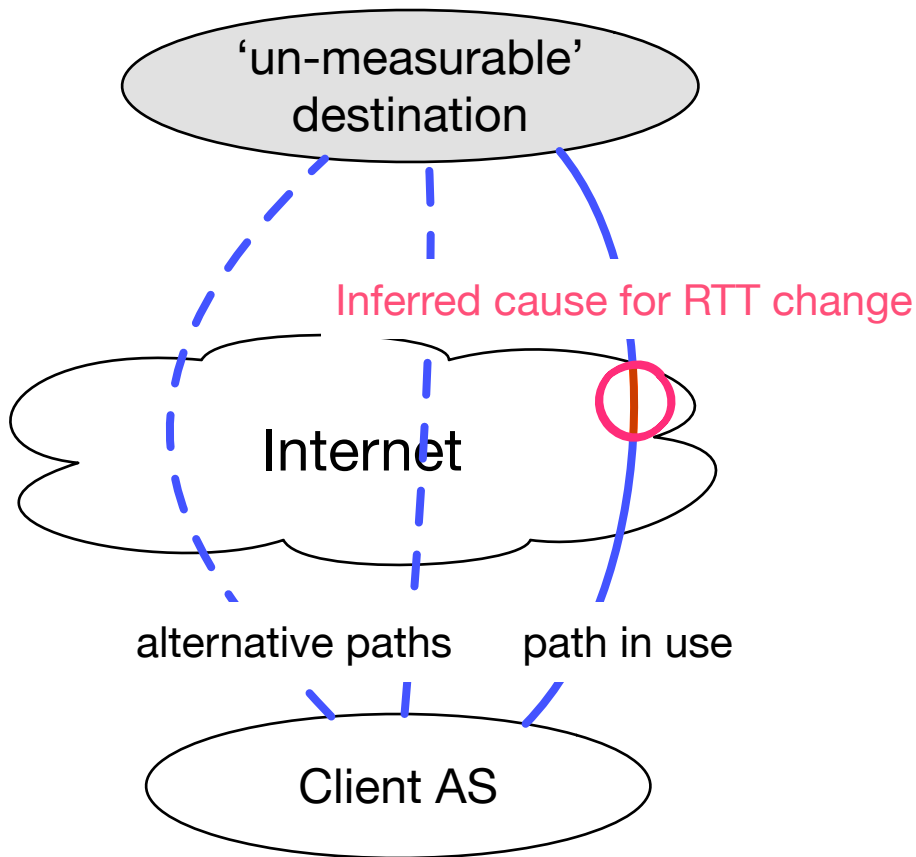 ‘un-measurable’
destination
Inferred cause for RTT change
Internet
alternative paths
path in use
Client AS